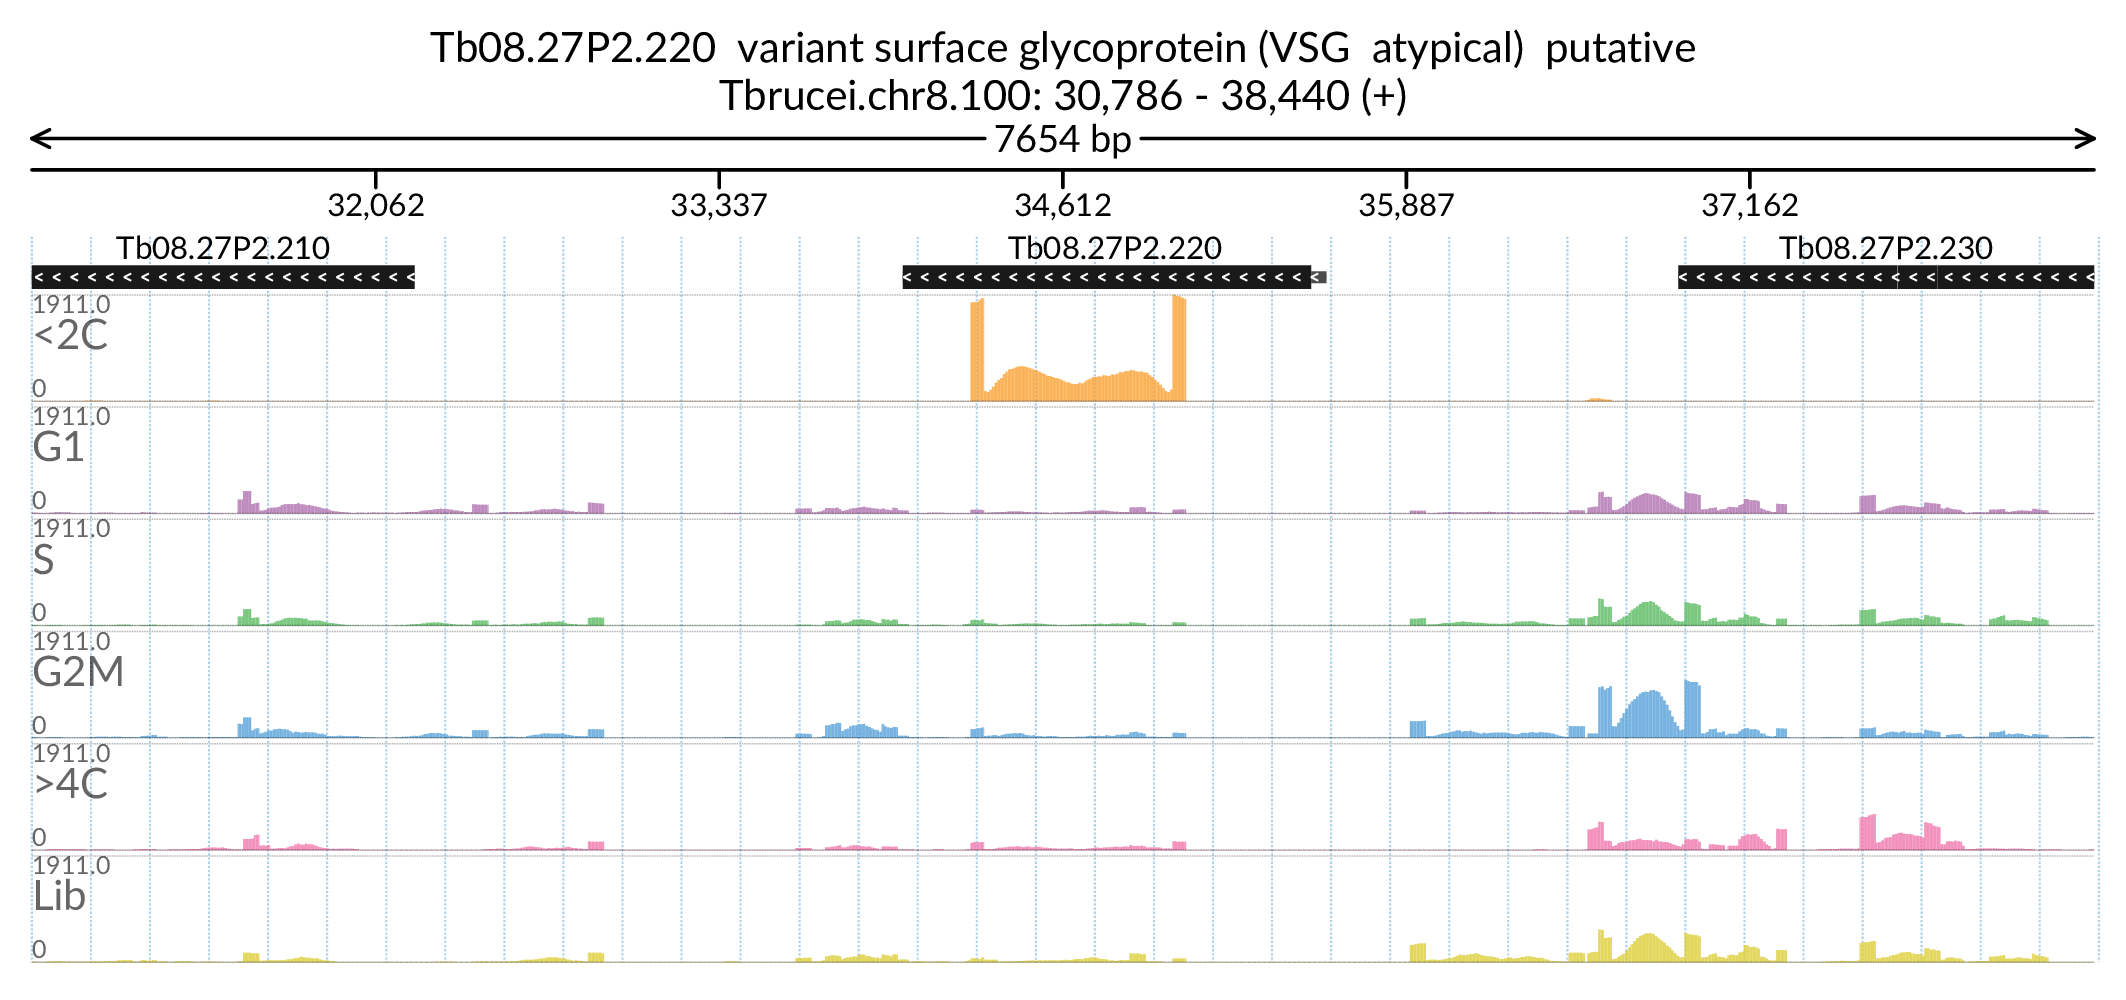 Tb08.27P2.220  variant surface glycoprotein (VSG  atypical)  putative
Tbrucei.chr8.100: 30,786 - 38,440 (+)
7654 bp
32,062 33,337 34,612 35,887 37,162
Tb08.27P2.210 Tb08.27P2.220 Tb08.27P2.230
1911.0
<2C
0
1911.0
G1
0
1911.0
S
0
1911.0
G2M
0
1911.0
>4C
0
1911.0
Lib
0